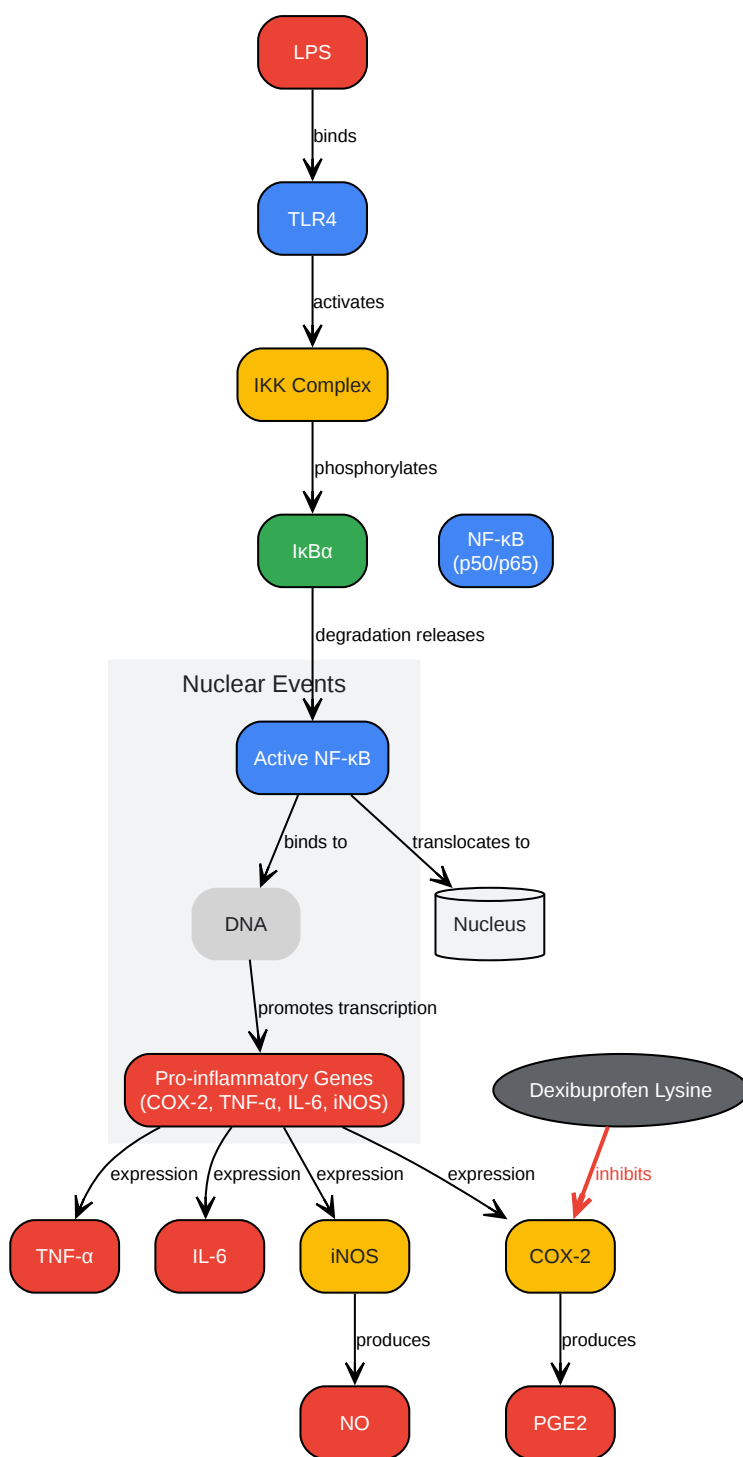 LPS
binds
TLR4
activates
IKK Complex
phosphorylates
IκBα
NF-κB
(p50/p65)
degradation releases
Nuclear Events
Active NF-κB
binds to
translocates to
DNA
Nucleus
promotes transcription
Pro-inflammatory Genes
(COX-2, TNF-α, IL-6, iNOS)
Dexibuprofen Lysine
expression
expression
expression
expression
inhibits
TNF-α
IL-6
iNOS
COX-2
produces
produces
NO
PGE2